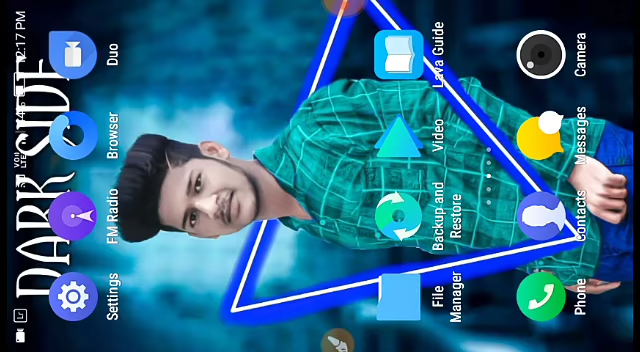 12:17 PM
DARK SIDE
Settings FM Radio Browser Duo
File Manager Backup and Restore Video Lava Guide
Phone Contacts Messages Camera